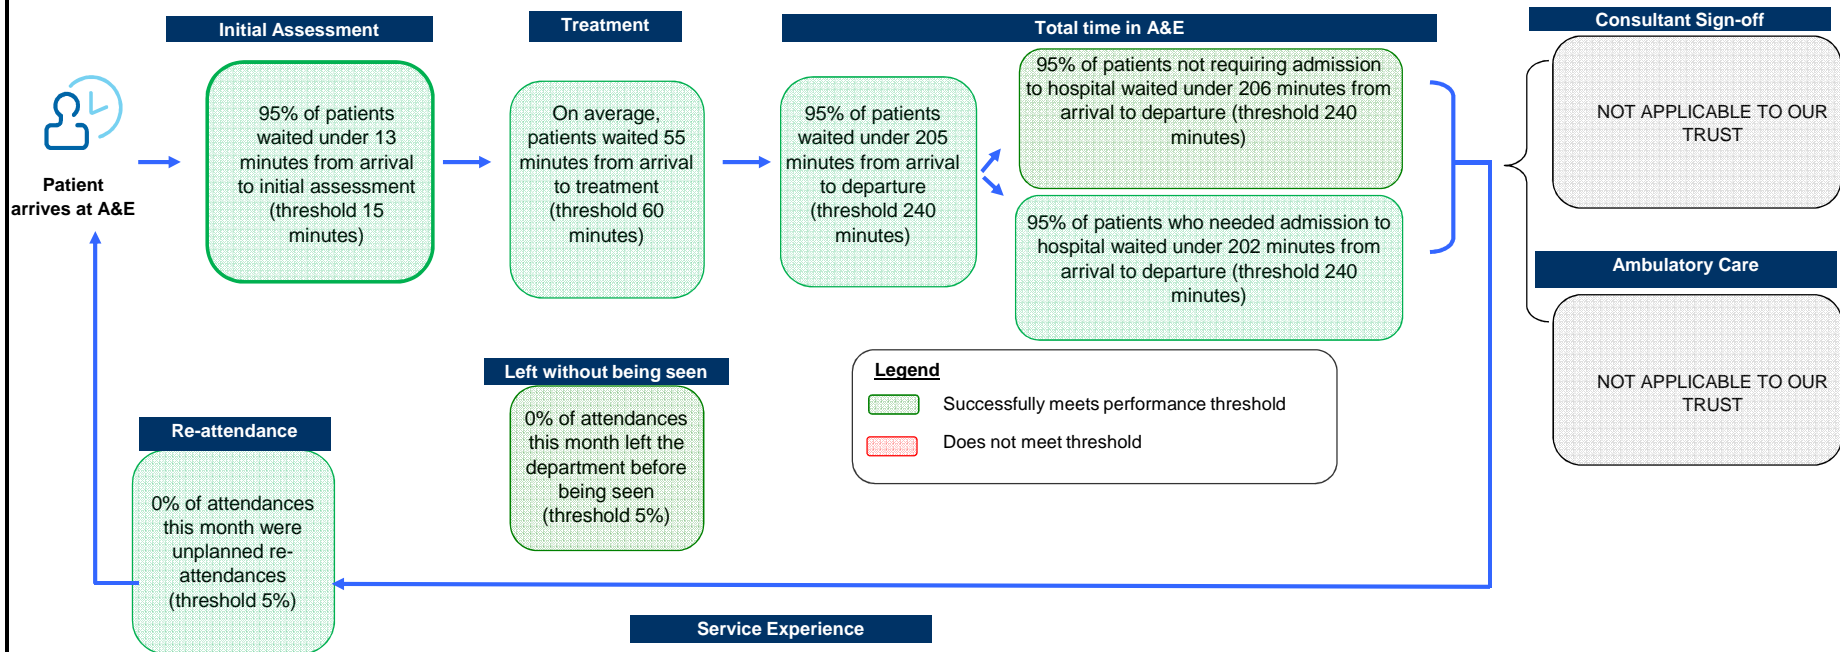 Initial Assessment
Treatment
Total time in A&E
Consultant Sign-off
Patient
arrives at A&E
95% of patients
waited under 13
minutes from arrival
to initial assessment
(threshold 15
minutes)
On average,
patients waited 55
minutes from arrival
to treatment
(threshold 60
minutes)
95% of patients
waited under 205
minutes from arrival
to departure
(threshold 240
minutes)
95% of patients not requiring admission
to hospital waited under 206 minutes from
arrival to departure (threshold 240
minutes)
95% of patients who needed admission to
hospital waited under 202 minutes from
arrival to departure (threshold 240
minutes)
NOT APPLICABLE TO OUR
TRUST
Ambulatory Care
NOT APPLICABLE TO OUR
TRUST
Left without being seen
0% of attendances
this month left the
department before
being seen
(threshold 5%)
Legend
Successfully meets performance threshold
Does not meet threshold
Re-attendance
0% of attendances
this month were
unplanned re-
attendances
(threshold 5%)
Service Experience